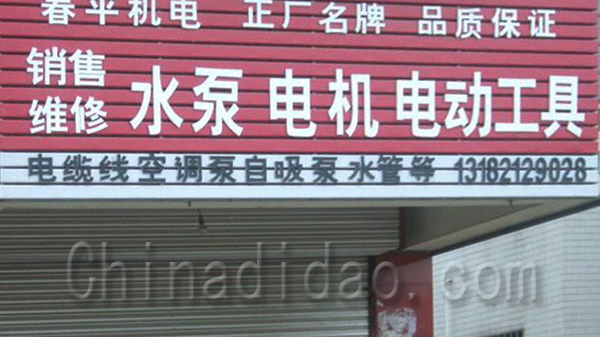 春平机电 正厂名牌 品质保证
销售
维修 水泵 电机 电动工具
电缆线空调泵自吸泵水管等 13182129028
Chinadidao.com